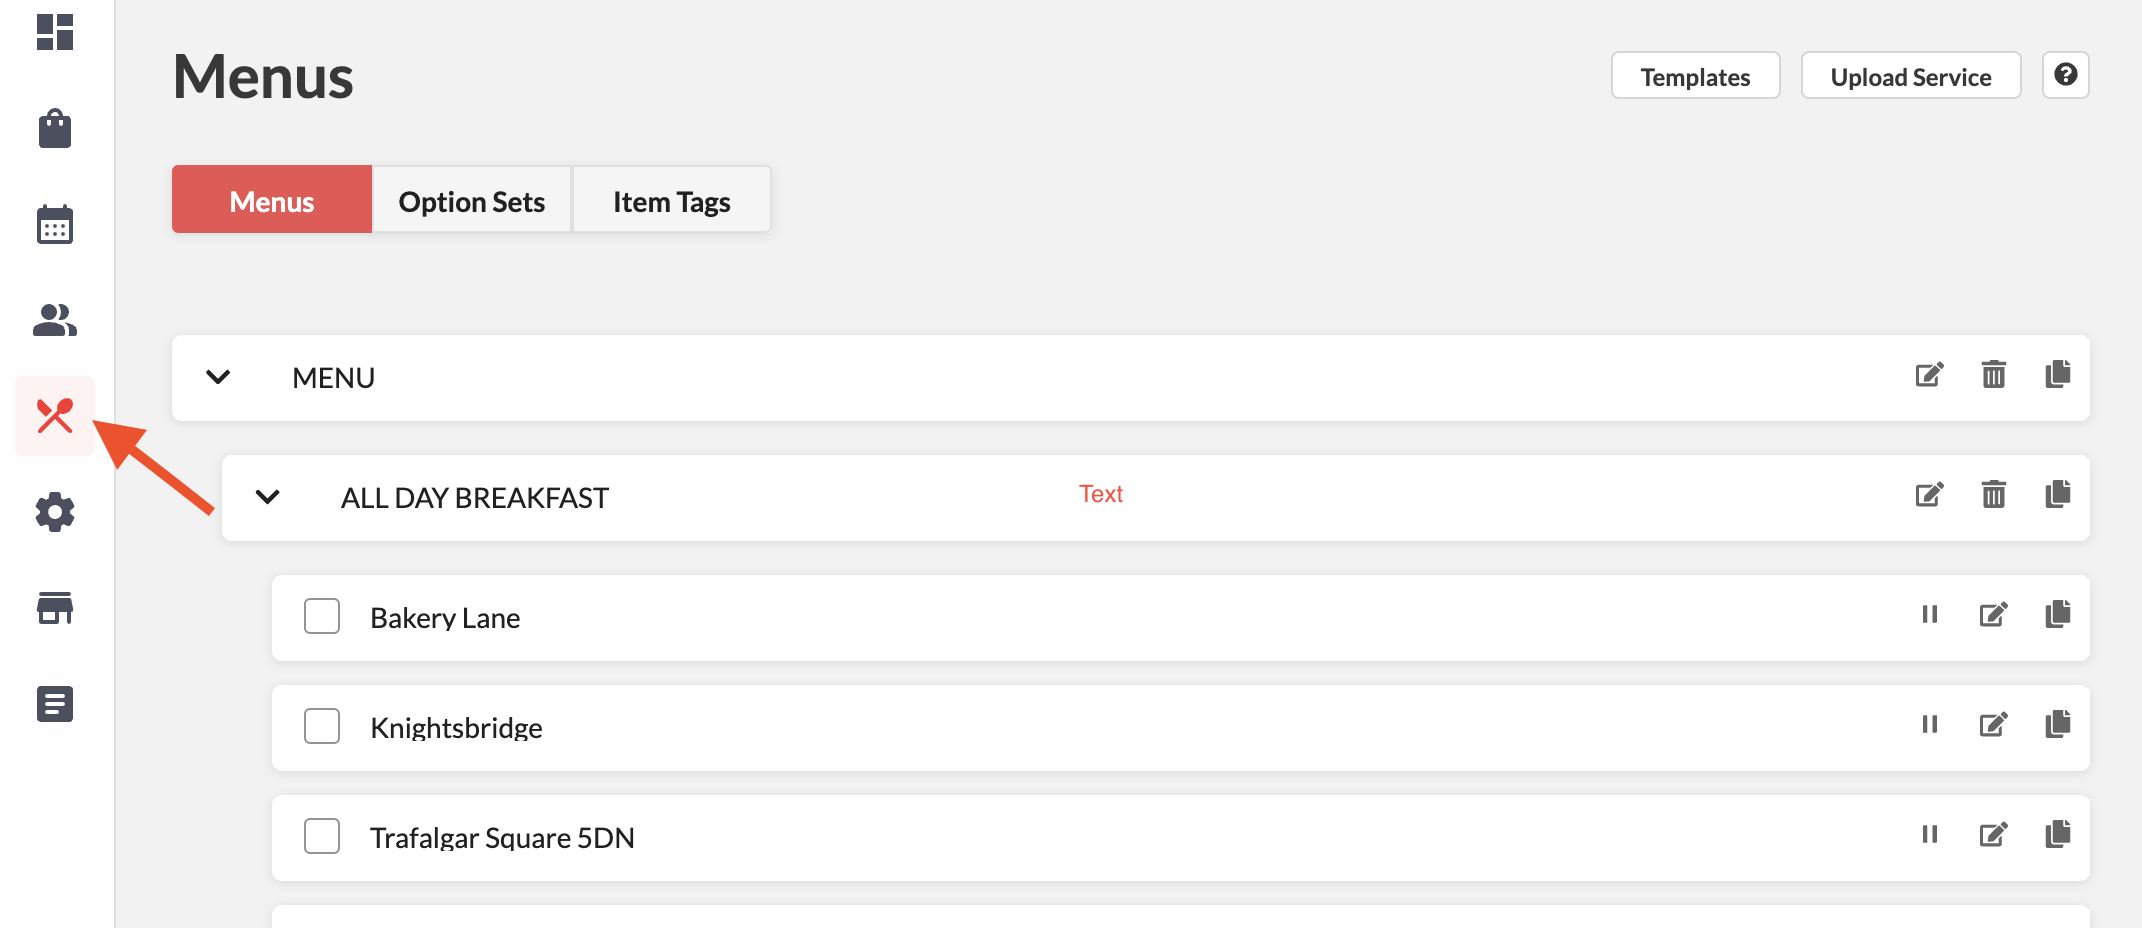 Menus
Templates
Upload Service
Menus
Option Sets
Item Tags
MENU
ALL DAY BREAKFAST
Text
Bakery Lane
Knightsbridge
Trafalgar Square 5DN